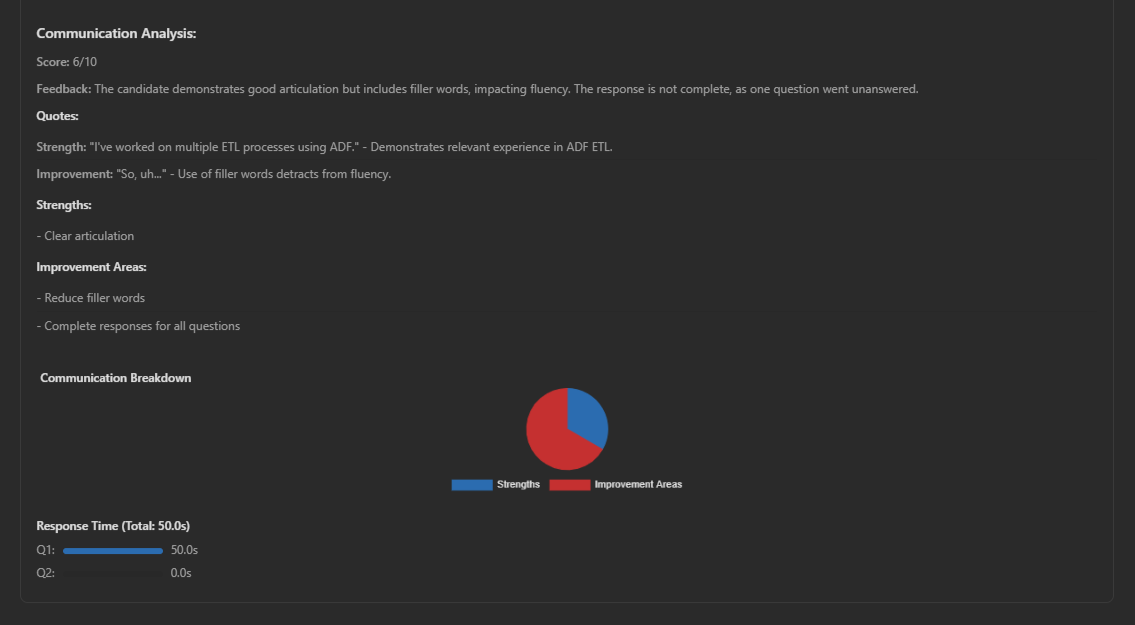 Communication Analysis:
Score: 6/10
Feedback: The candidate demonstrates good articulation but includes filler words, impacting fluency. The response is not complete, as one question went unanswered.
Quotes:
Strength: "I've worked on multiple ETL processes using ADF." - Demonstrates relevant experience in ADF ETL.
Improvement: "So, uh..." - Use of filler words detracts from fluency.
Strengths:
- Clear articulation
Improvement Areas:
- Reduce filler words
- Complete responses for all questions
Communication Breakdown
Strengths Improvement Areas
Response Time (Total: 50.0s)
Q1: 50.0s
Q2: 0.0s